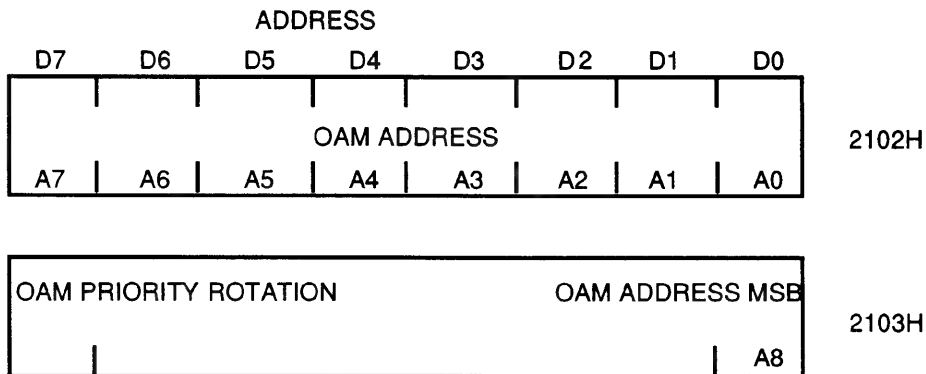 ADDRESS
D7 D6 D5 D4 D3 D2 D1 D0
OAM ADDRESS 2102H
A7 A6 A5 A4 A3 A2 A1 A0
OAM PRIORITY ROTATION OAM ADDRESS MSB
2103H
A8